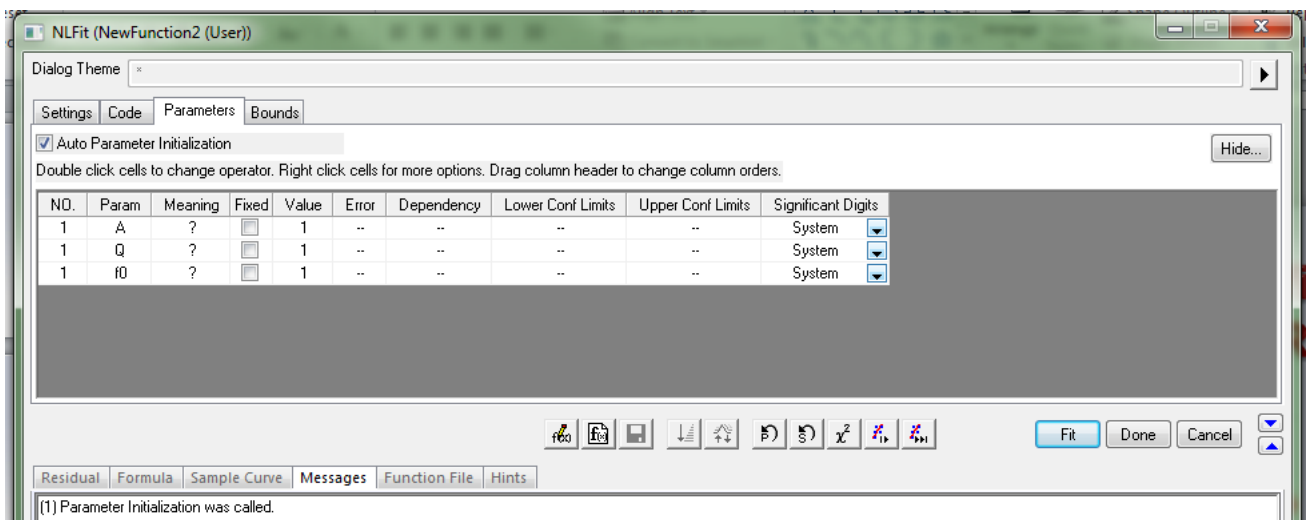 NLFit (NewFunction2 (User))
Dialog Theme *
Settings Code Parameters Bounds
Auto Parameter Initialization
Hide...
Double click cells to change operator. Right click cells for more options. Drag column header to change column orders.
NO. Param Meaning Fixed Value Error Dependency Lower Conf Limits Upper Conf Limits Significant Digits
1 A ? 1 -- -- -- -- System
1 Q ? 1 -- -- -- -- System
1 f0 ? 1 -- -- -- -- System
Fit Done Cancel
Residual Formula Sample Curve Messages Function File Hints
(1) Parameter Initialization was called.